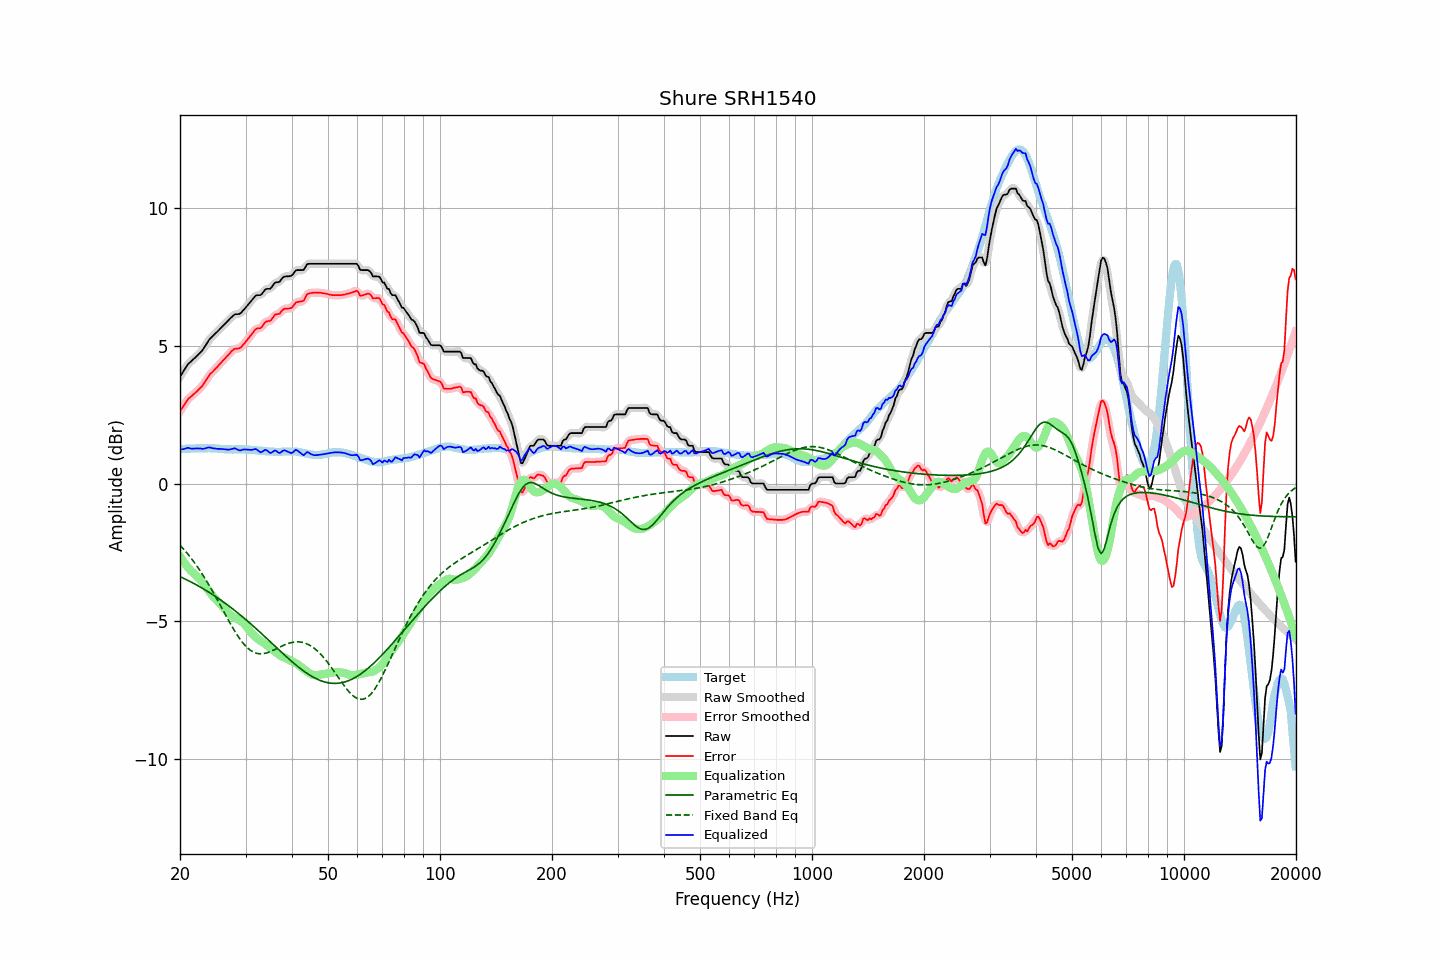 Shure SRH1540
Amplitude (dBr)
10
5
0
−5
−10
Target
Raw Smoothed
Error Smoothed
Raw
Error
Equalization
Parametric Eq
Fixed Band Eq
Equalized
20 50 100 200 500 1000 2000 5000 10000 20000
Frequency (Hz)